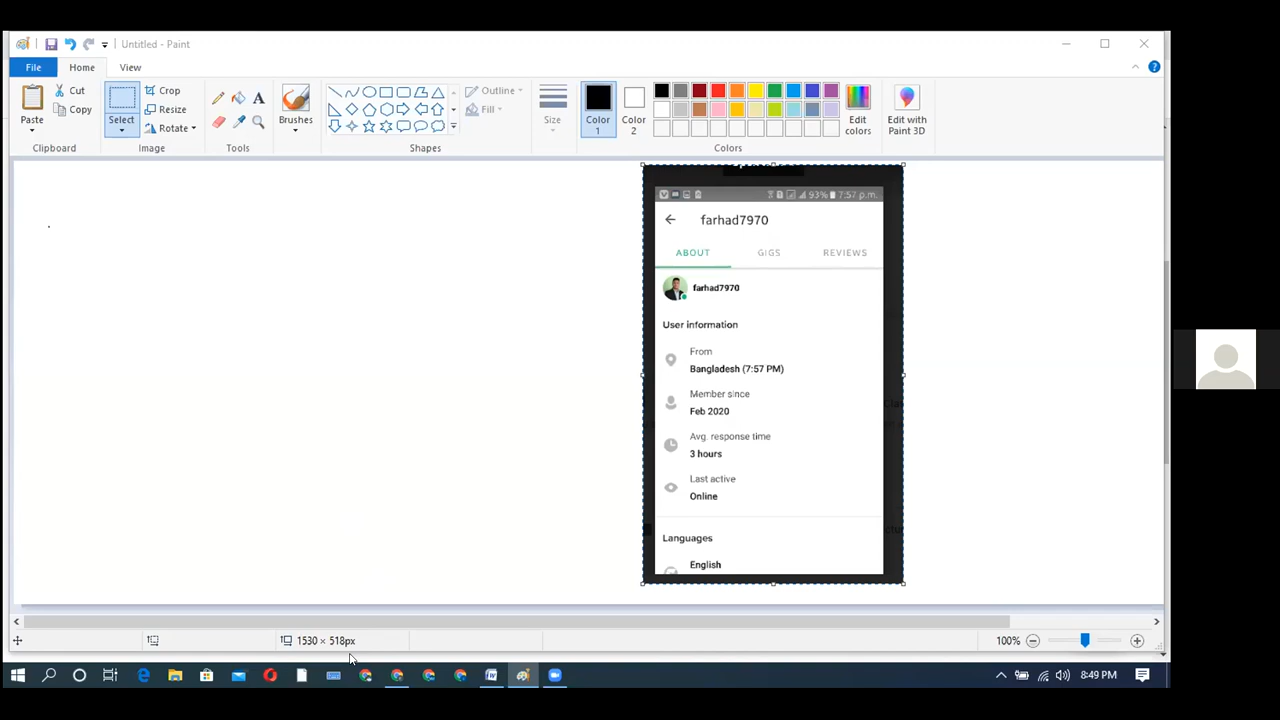 Untitled - Paint
File Home View
Paste
Cut
Copy
Clipboard
Select
Crop
Resize
Rotate
Image
Tools
Brushes
Outline
Fill
Shapes
Size
Color 1
Color 2
Edit colors
Colors
Edit with Paint 3D
93% 7:57 p.m.
farhad7970
ABOUT GIGS REVIEWS
farhad7970
User information
From
Bangladesh (7:57 PM)
Member since
Feb 2020
Avg. response time
3 hours
Last active
Online
Languages
English
1530 × 518px
100%
8:49 PM